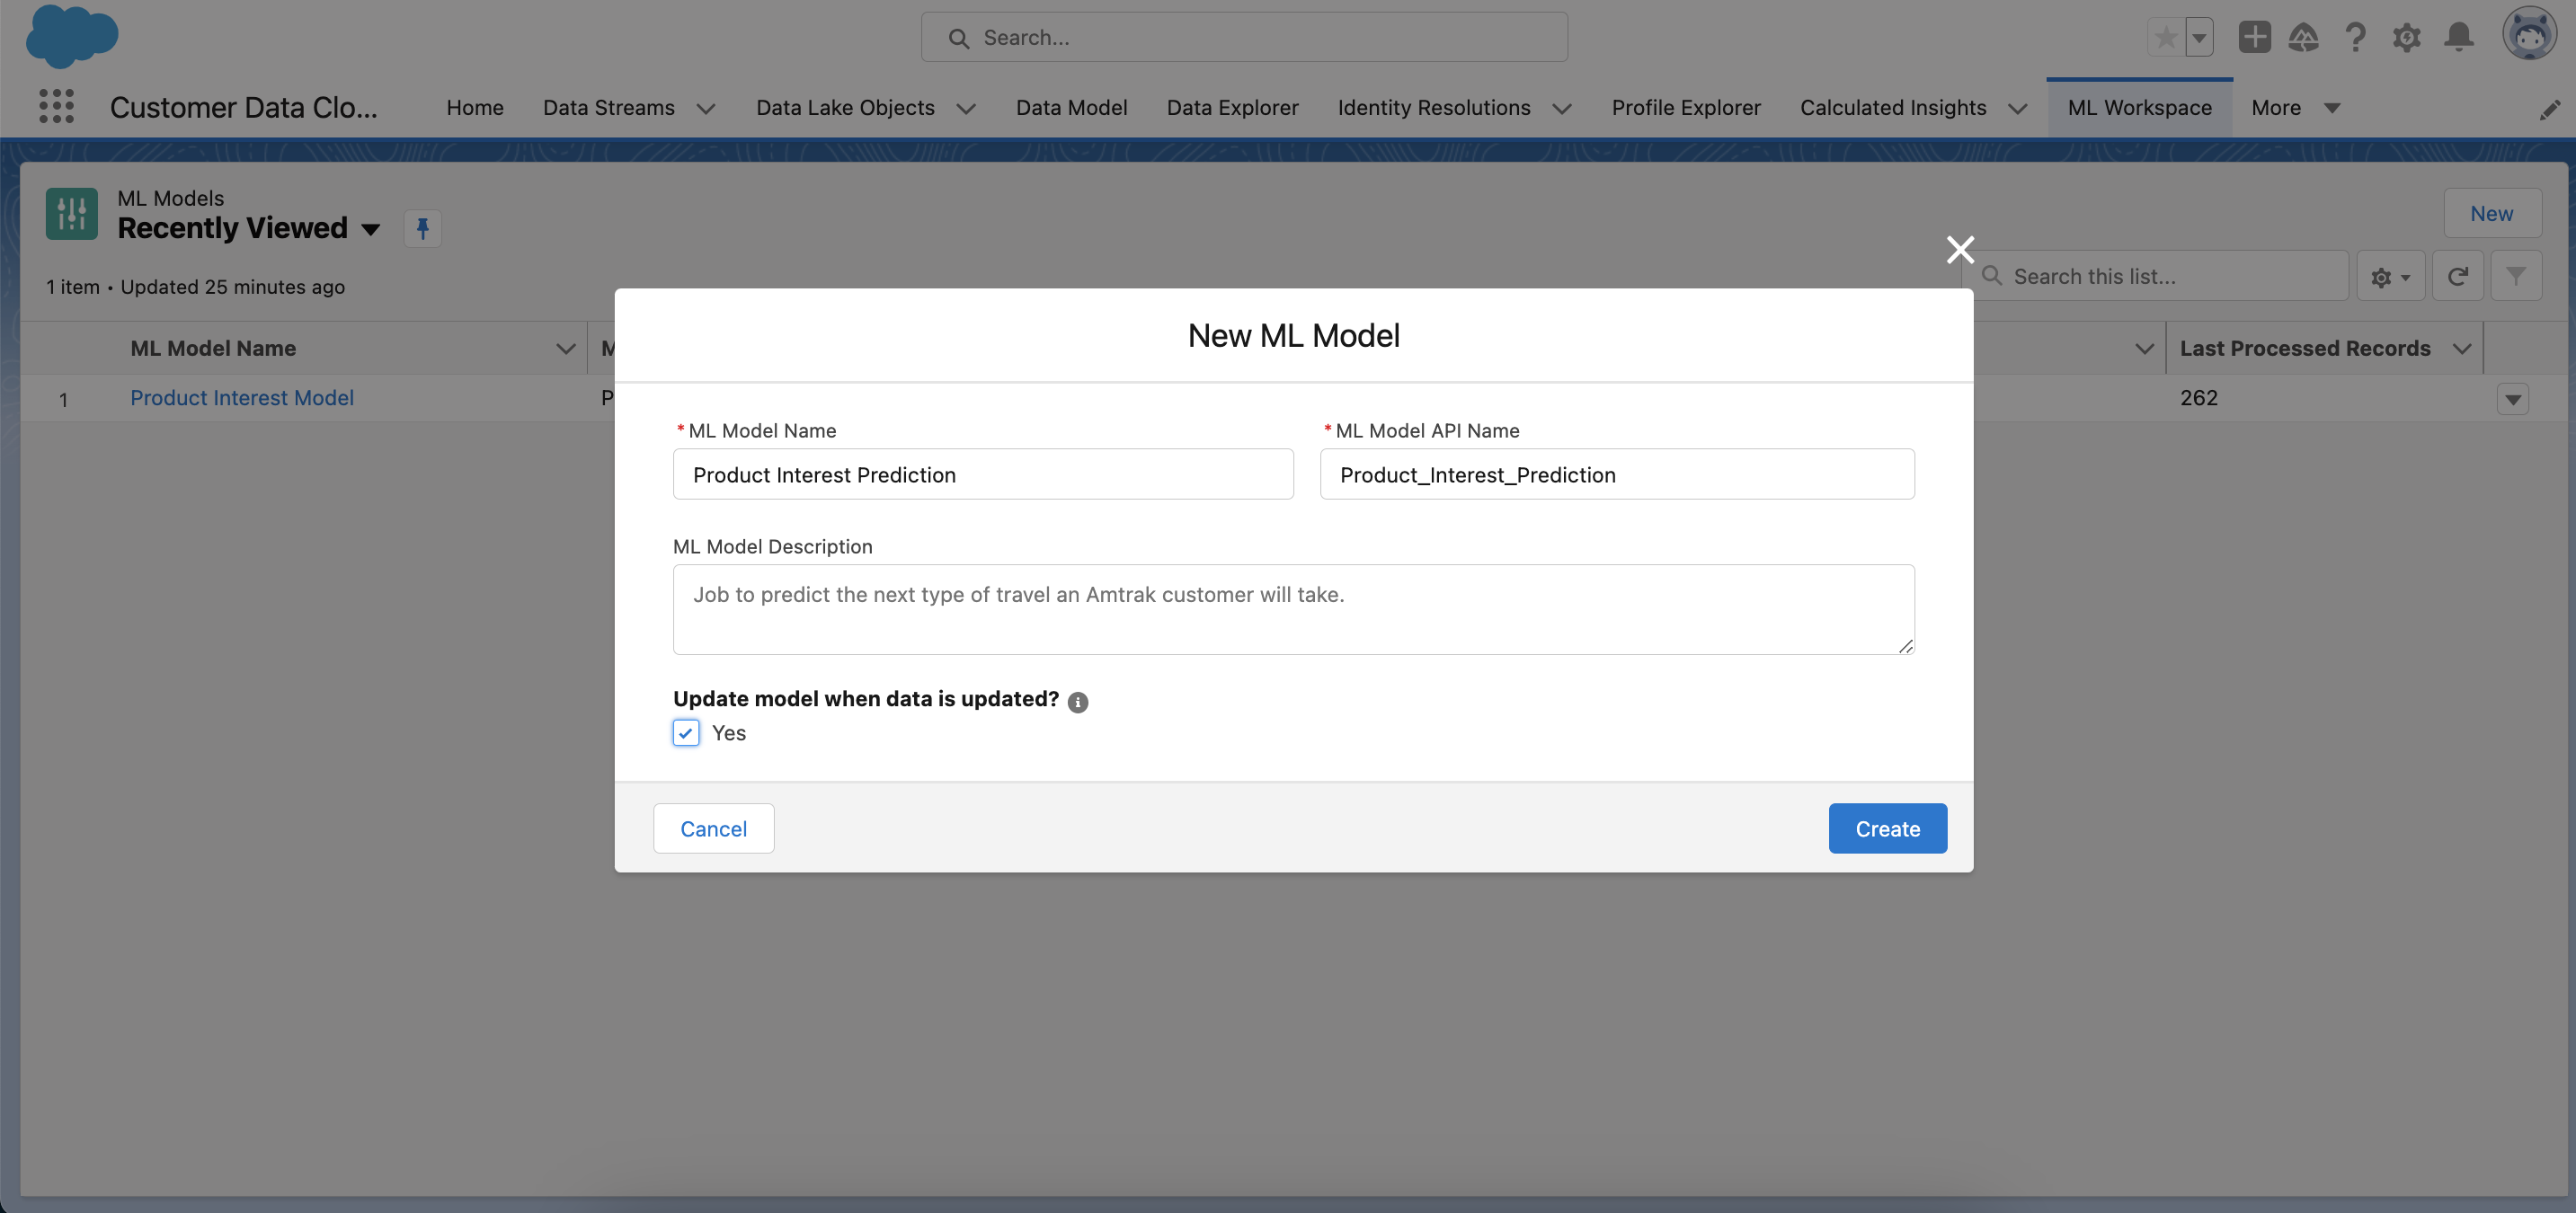 Search...
Customer Data Clo...
Home
Data Streams
Data Lake Objects
Data Model
Data Explorer
Identity Resolutions
Profile Explorer
Calculated Insights
ML Workspace
More
ML Models
Recently Viewed
New
1 item • Updated 25 minutes ago
Search this list...
ML Model Name
M
Last Processed Records
1
Product Interest Model
P
262
New ML Model
*ML Model Name
*ML Model API Name
Product Interest Prediction
Product_Interest_Prediction
ML Model Description
Job to predict the next type of travel an Amtrak customer will take.
Update model when data is updated?
Yes
Cancel
Create